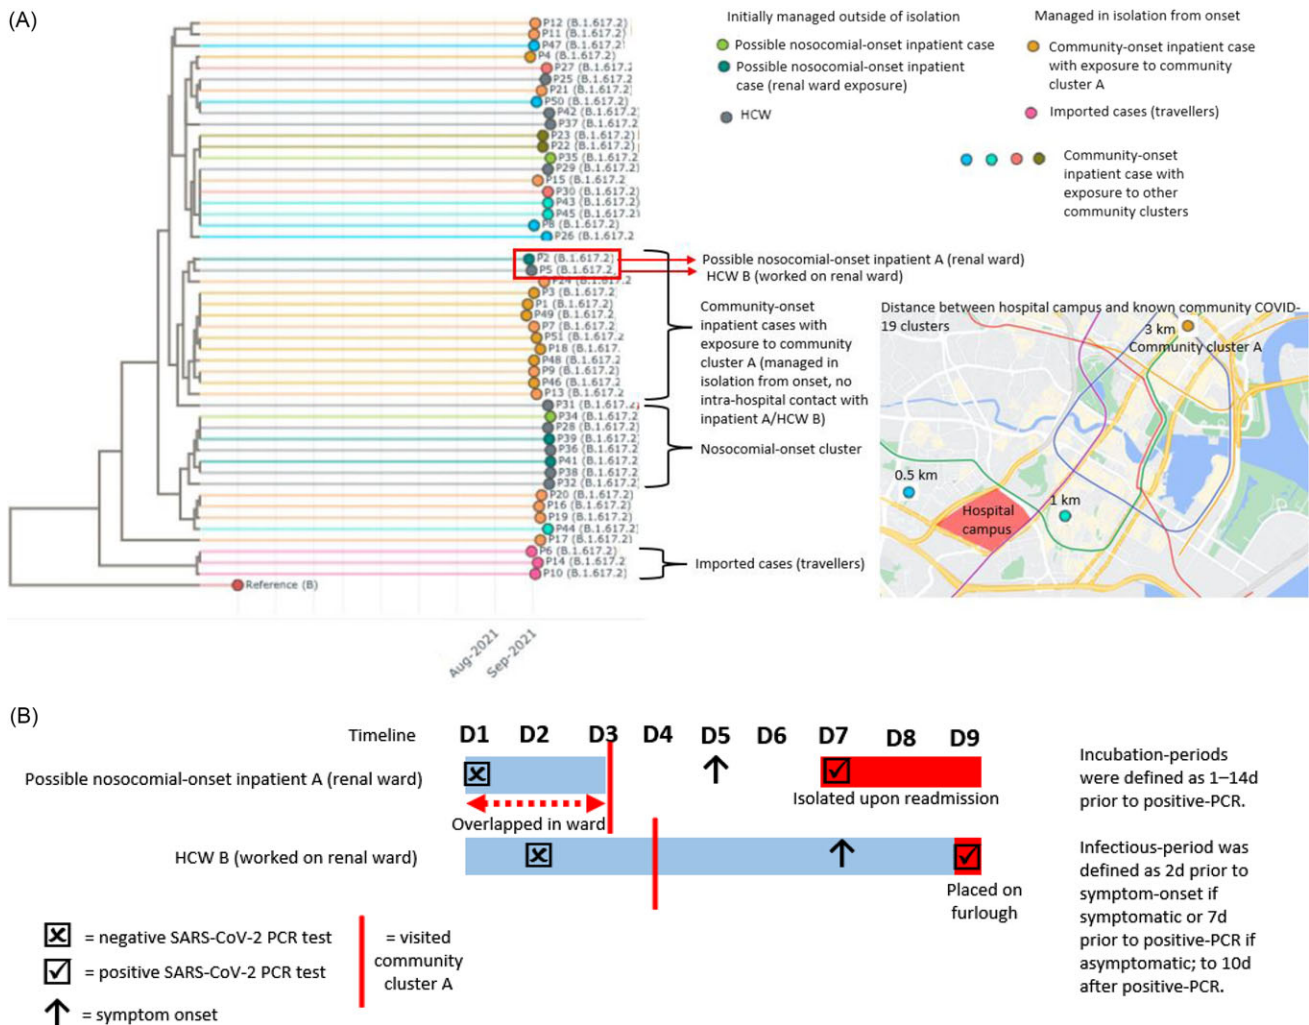 (A)
P12 (B.1.617.2)
P11 (B.1.617.2)
P47 (B.1.617.2)
P4 (B.1.617.2)
P27 (B.1.617.2
P25 (B.1.617.2
P21 (B.1.617.2)
P50 (B.1.617.2)
P42 (B.1.617.2)
P37 (B.1.617.2)
P23 (B.1.617.2)
P22 (B.1.617.2)
P35 (B.1.617.2
P29 (B.1.617.2)
P15 (B.1.617.2
P30 (B.1.617.2)
P43 (B.1.617.2)
P45 (B.1.617.2)
P8 (B.1.617.2)
P26 (B.1.617.2
P2 (B.1.617.2)
P5 (B.1.617.2
P24 (B.1.617.2
P3 (B.1.617.2)
P1 (B.1.617.2)
P49 (B.1.617.2)
P7 (B.1.617.2)
P51 (B.1.617.2
P18 (B.1.617.
P48 (B.1.617.2
P9 (B.1.617.2
P46 (B.1.617.2)
P13 (B.1.617.2)
P31 (B.1.617.2)
P34 (B.1.617.2)
P28 (B.1.617.2)
P39 (B.1.617.2)
P36 (B.1.617.2)
P41 (B.1.617.2)
P38 (B.1.617.2)
P32 (B.1.617.2)
P20 (B.1.617.2)
P16 (B.1.617.2)
P19 (B.1.617.2)
P44 (B.1.617.2)
P17 (B.1.617.2)
P6 (B.1.617.2)
P14 (B.1.617.2)
P10 (B.1.617.2)
Reference (B)
Aug-2021
Sep-2021
Initially managed outside of isolation
Possible nosocomial-onset inpatient case
Possible nosocomial-onset inpatient
case (renal ward exposure)
HCW
Managed in isolation from onset
Community-onset inpatient case
with exposure to community
cluster A
Imported cases (travellers)
Community-onset
inpatient case with
exposure to other
community clusters
Possible nosocomial-onset inpatient A (renal ward)
HCW B (worked on renal ward)
Community-onset
inpatient cases with
exposure to community
cluster A (managed in
isolation from onset, no
intra-hospital contact with
inpatient A/HCW B)
Nosocomial-onset cluster
Imported cases (travellers)
Distance between hospital campus and known community COVID-
19 clusters
3 km
Community cluster A
0.5 km
1 km
Hospital
campus
(B)
Timeline
D1 D2 D3 D4 D5 D6 D7 D8 D9
Possible nosocomial-onset inpatient A (renal ward)
Isolated upon readmission
Overlapped in ward
HCW B (worked on renal ward)
Placed on
furlough
= negative SARS-CoV-2 PCR test
= positive SARS-CoV-2 PCR test
= symptom onset
= visited
community
cluster A
Incubation-periods
were defined as 1–14d
prior to positive-PCR.
Infectious-period was
defined as 2d prior to
symptom-onset if
symptomatic or 7d
prior to positive-PCR if
asymptomatic; to 10d
after positive-PCR.